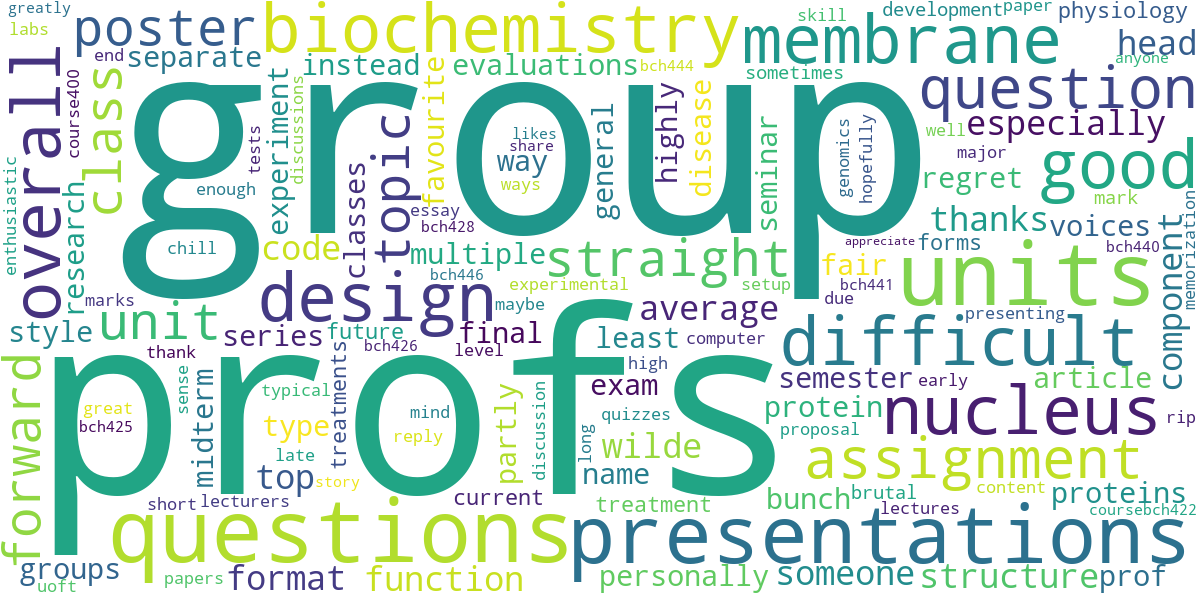 greatly
labs
poster
separate
end
biochemistry
instead
evaluations
bch444
membrane
sometimes
skill
development
paper
physiology
head
anyone
overall
class
course400
tests
experiment
discussions
topic
favourite
group
likes
share
way
ways
general
highly
disease
seminar
genomics
hopefully
question
well
especially
major
good
regret
mark
enthusiastic
research
enough
chill
classes
essay
bch428
code
multiple
bch446
straight
experimental
setup
appreciate
forms
thanks
voices
bch440
memorization
component
fair
bch441
units
due
marks
unit
design
maybe
style
series
future
bch426
final
level
average
least
computer
presenting
difficult
thank
forward
midterm
sense
typical
treatments
great
bch425
profs
mind
reply
partly
discussion
long
high
exam
quizzes
semester
early
article
protein
proposal
nucleus
rip
type
late
top
story
wilde
name
assignment
content
short
lecturers
current
treatment
bunch
brutal
lectures
proteins
coursebch422
questions
presentations
groups
uoft
papers
format
function
personally
someone
structure
prof